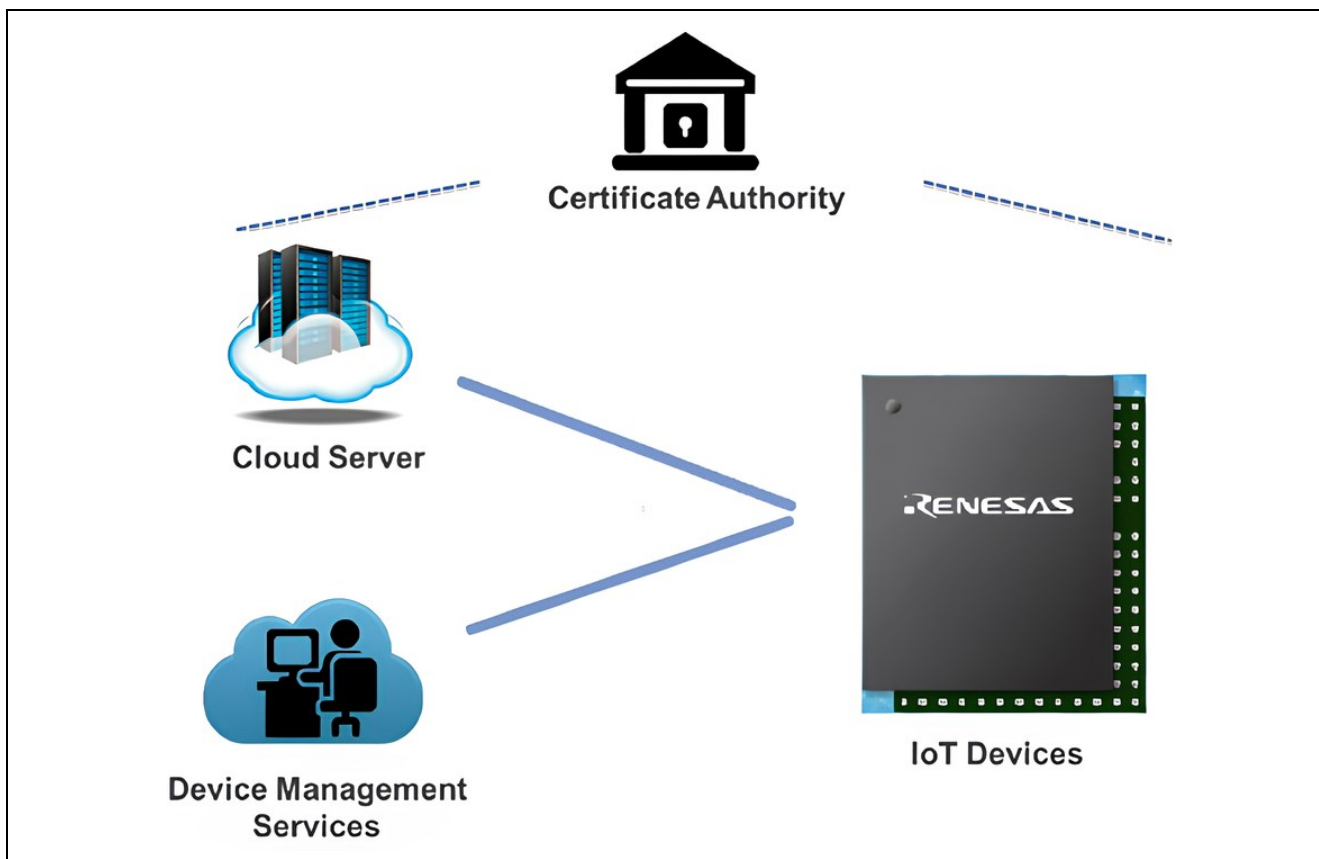 Certificate Authority
Cloud Server
RENESAS
IoT Devices
Device Management
Services